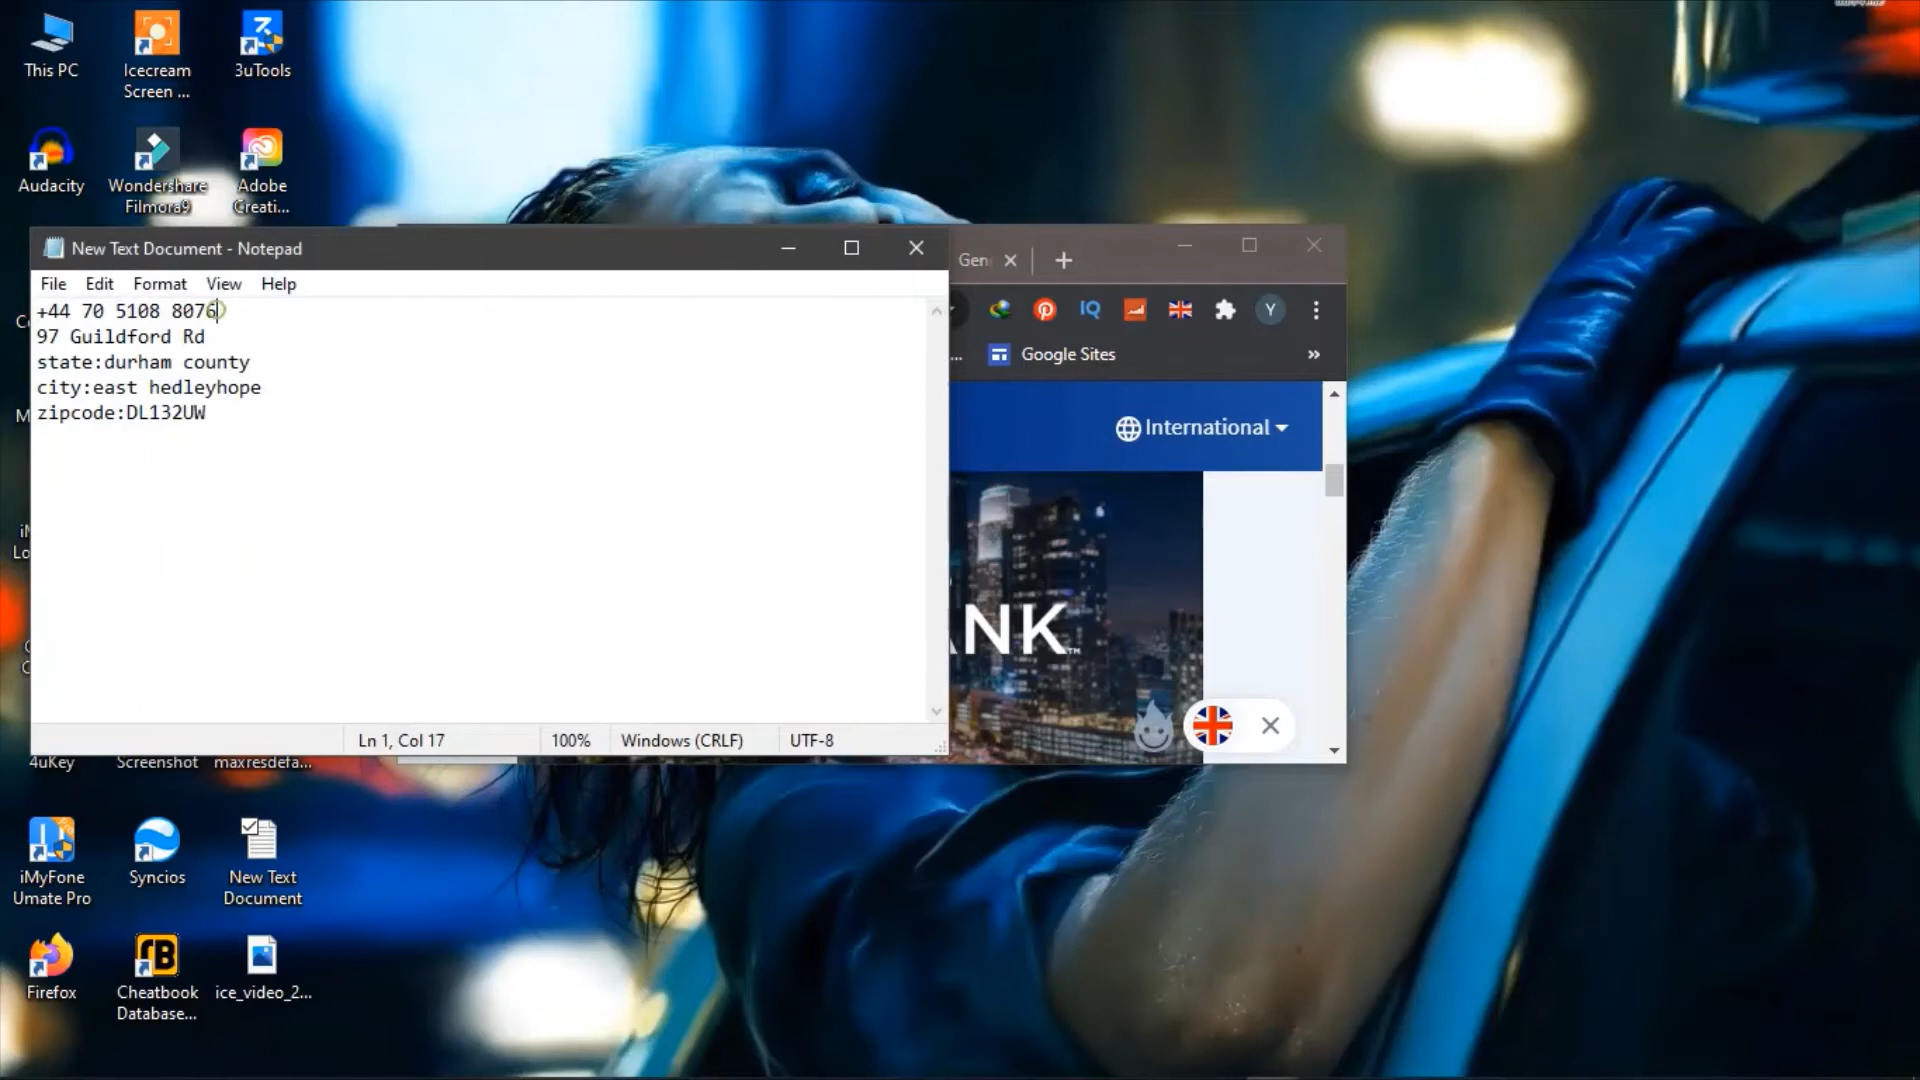 This PC
Icecream
Screen ...
3uTools
Audacity
Wondershare
Filmora9
Adobe
Creati...
New Text Document - Notepad
File Edit Format View Help
+44 70 5108 8076
97 Guildford Rd
state:durham county
city:east hedleyhope
zipcode:DL132UW
Ln 1, Col 17
100%
Windows (CRLF)
UTF-8
Gen
IQ
Y
...
Google Sites
»
International
ANK™
4uKey
Screenshot
maxresdefa...
iMyFone
Umate Pro
Syncios
New Text
Document
Firefox
Cheatbook
Database...
ice_video_2...